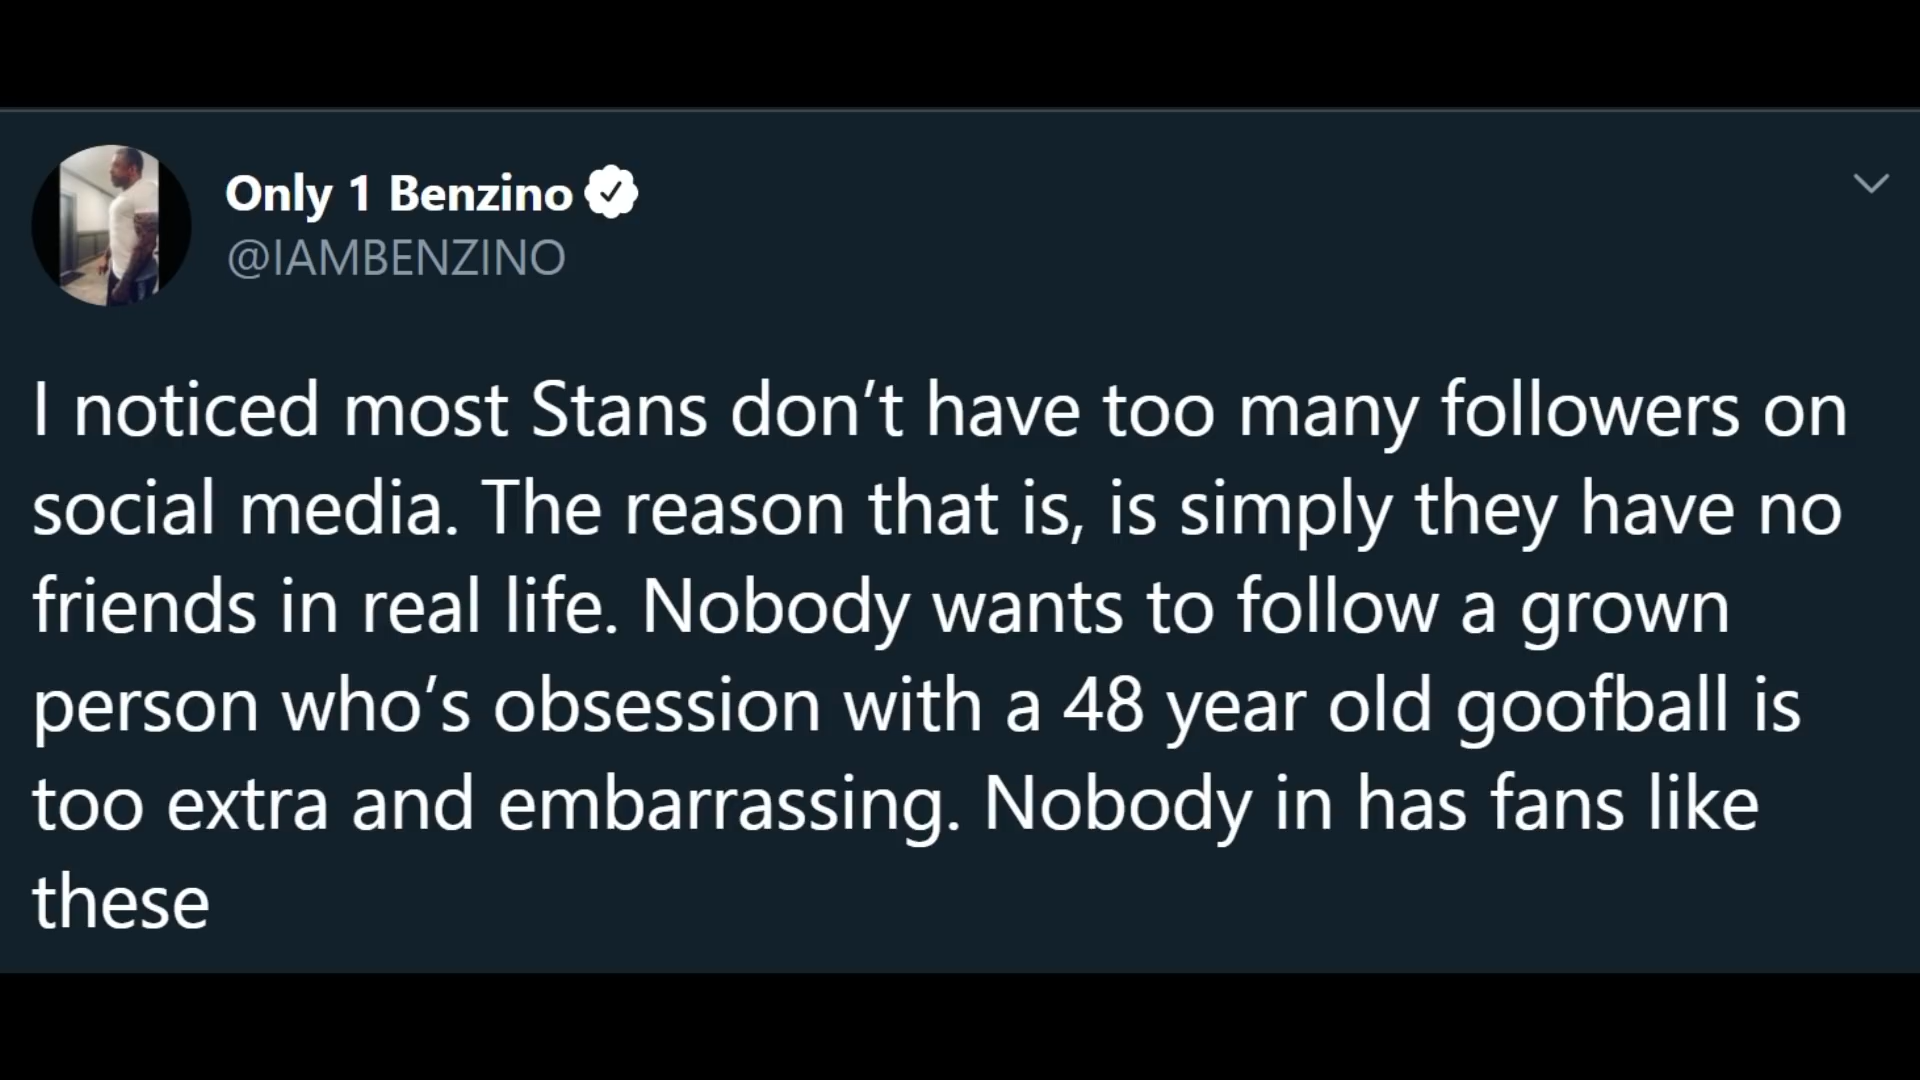 Only 1 Benzino
@IAMBENZINO
I noticed most Stans don’t have too many followers on
social media. The reason that is, is simply they have no
friends in real life. Nobody wants to follow a grown
person who’s obsession with a 48 year old goofball is
too extra and embarrassing. Nobody in has fans like
these